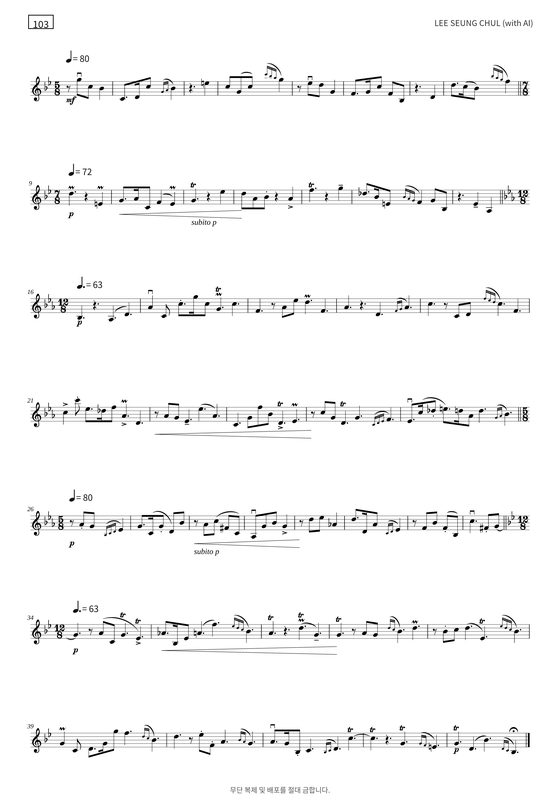 103
LEE SEUNG CHUL (with AI)
= 80
mf
9
= 72
p
subito p
16
= 63
p
21
26
= 80
p
subito p
34
= 63
p
39
p
무단 복제 및 배포를 절대 금합니다.